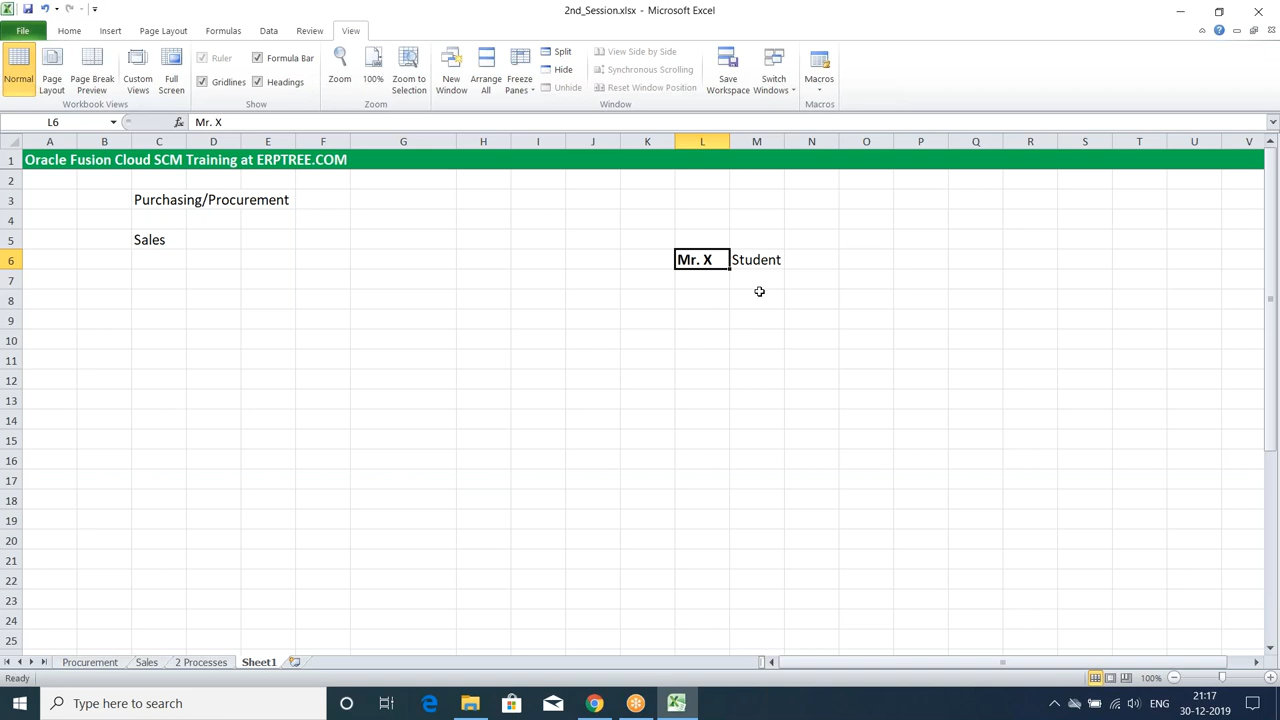 2nd_Session.xlsx - Microsoft Excel
File Home Insert Page Layout Formulas Data Review View
Normal
Page Layout
Page Break Preview
Custom Views
Full Screen
Workbook Views
Ruler
Formula Bar
Gridlines
Headings
Show
Zoom
100%
Zoom to Selection
Zoom
New Window
Arrange All
Freeze Panes
Split
Hide
Unhide
View Side by Side
Synchronous Scrolling
Reset Window Position
Window
Save Workspace
Switch Windows
Macros
Macros
L6 fx Mr. X
A B C D E F G H I J K L M N O P Q R S T U V
1 Oracle Fusion Cloud SCM Training at ERPTREE.COM
2
3 Purchasing/Procurement
4
5 Sales
6 Mr. X Student
7
8
9
10
11
12
13
14
15
16
17
18
19
20
21
22
23
24
25
Procurement Sales 2 Processes Sheet1
Ready 100%
Type here to search
ENG
21:17
30-12-2019